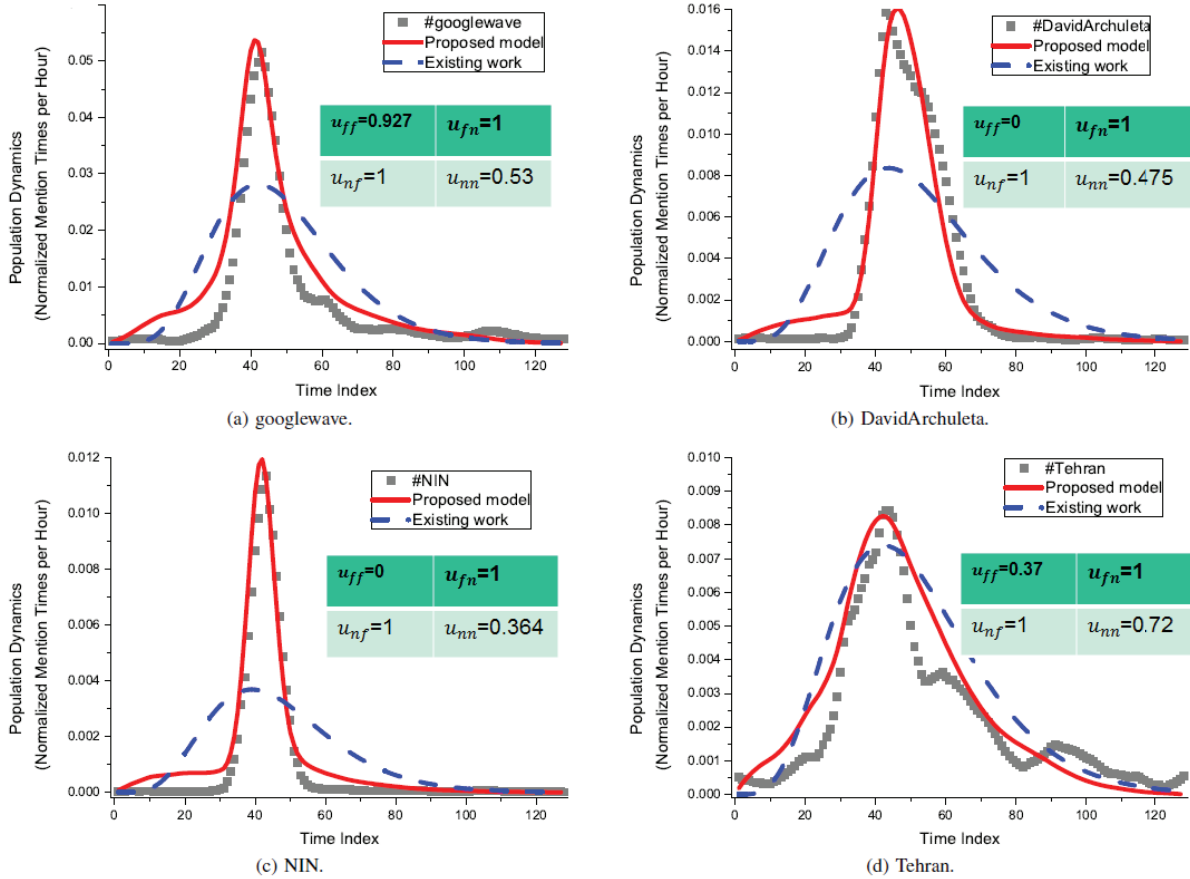 #googlewave
Proposed model
Existing work
u_ff=0.927 u_fn=1
u_nf=1 u_nn=0.53
0.05
0.04
0.03
0.02
0.01
0.00
Population Dynamics
(Normalized Mention Times per Hour)
0 20 40 60 80 100 120
Time Index
(a) googlewave.
#DavidArchuleta
Proposed model
Existing work
u_ff=0 u_fn=1
u_nf=1 u_nn=0.475
0.016
0.014
0.012
0.010
0.008
0.006
0.004
0.002
0.000
Population Dynamics
(Normalized Mention Times per Hour)
0 20 40 60 80 100 120
Time Index
(b) DavidArchuleta.
#NIN
Proposed model
Existing work
u_ff=0 u_fn=1
u_nf=1 u_nn=0.364
0.012
0.010
0.008
0.006
0.004
0.002
0.000
Population Dynamics
(Normalized Mention Times per Hour)
0 20 40 60 80 100 120
Time Index
(c) NIN.
#Tehran
Proposed model
Existing work
u_ff=0.37 u_fn=1
u_nf=1 u_nn=0.72
0.010
0.009
0.008
0.007
0.006
0.005
0.004
0.003
0.002
0.001
0.000
Population Dynamics
(Normalized Mention Times per Hour)
0 20 40 60 80 100 120
Time Index
(d) Tehran.